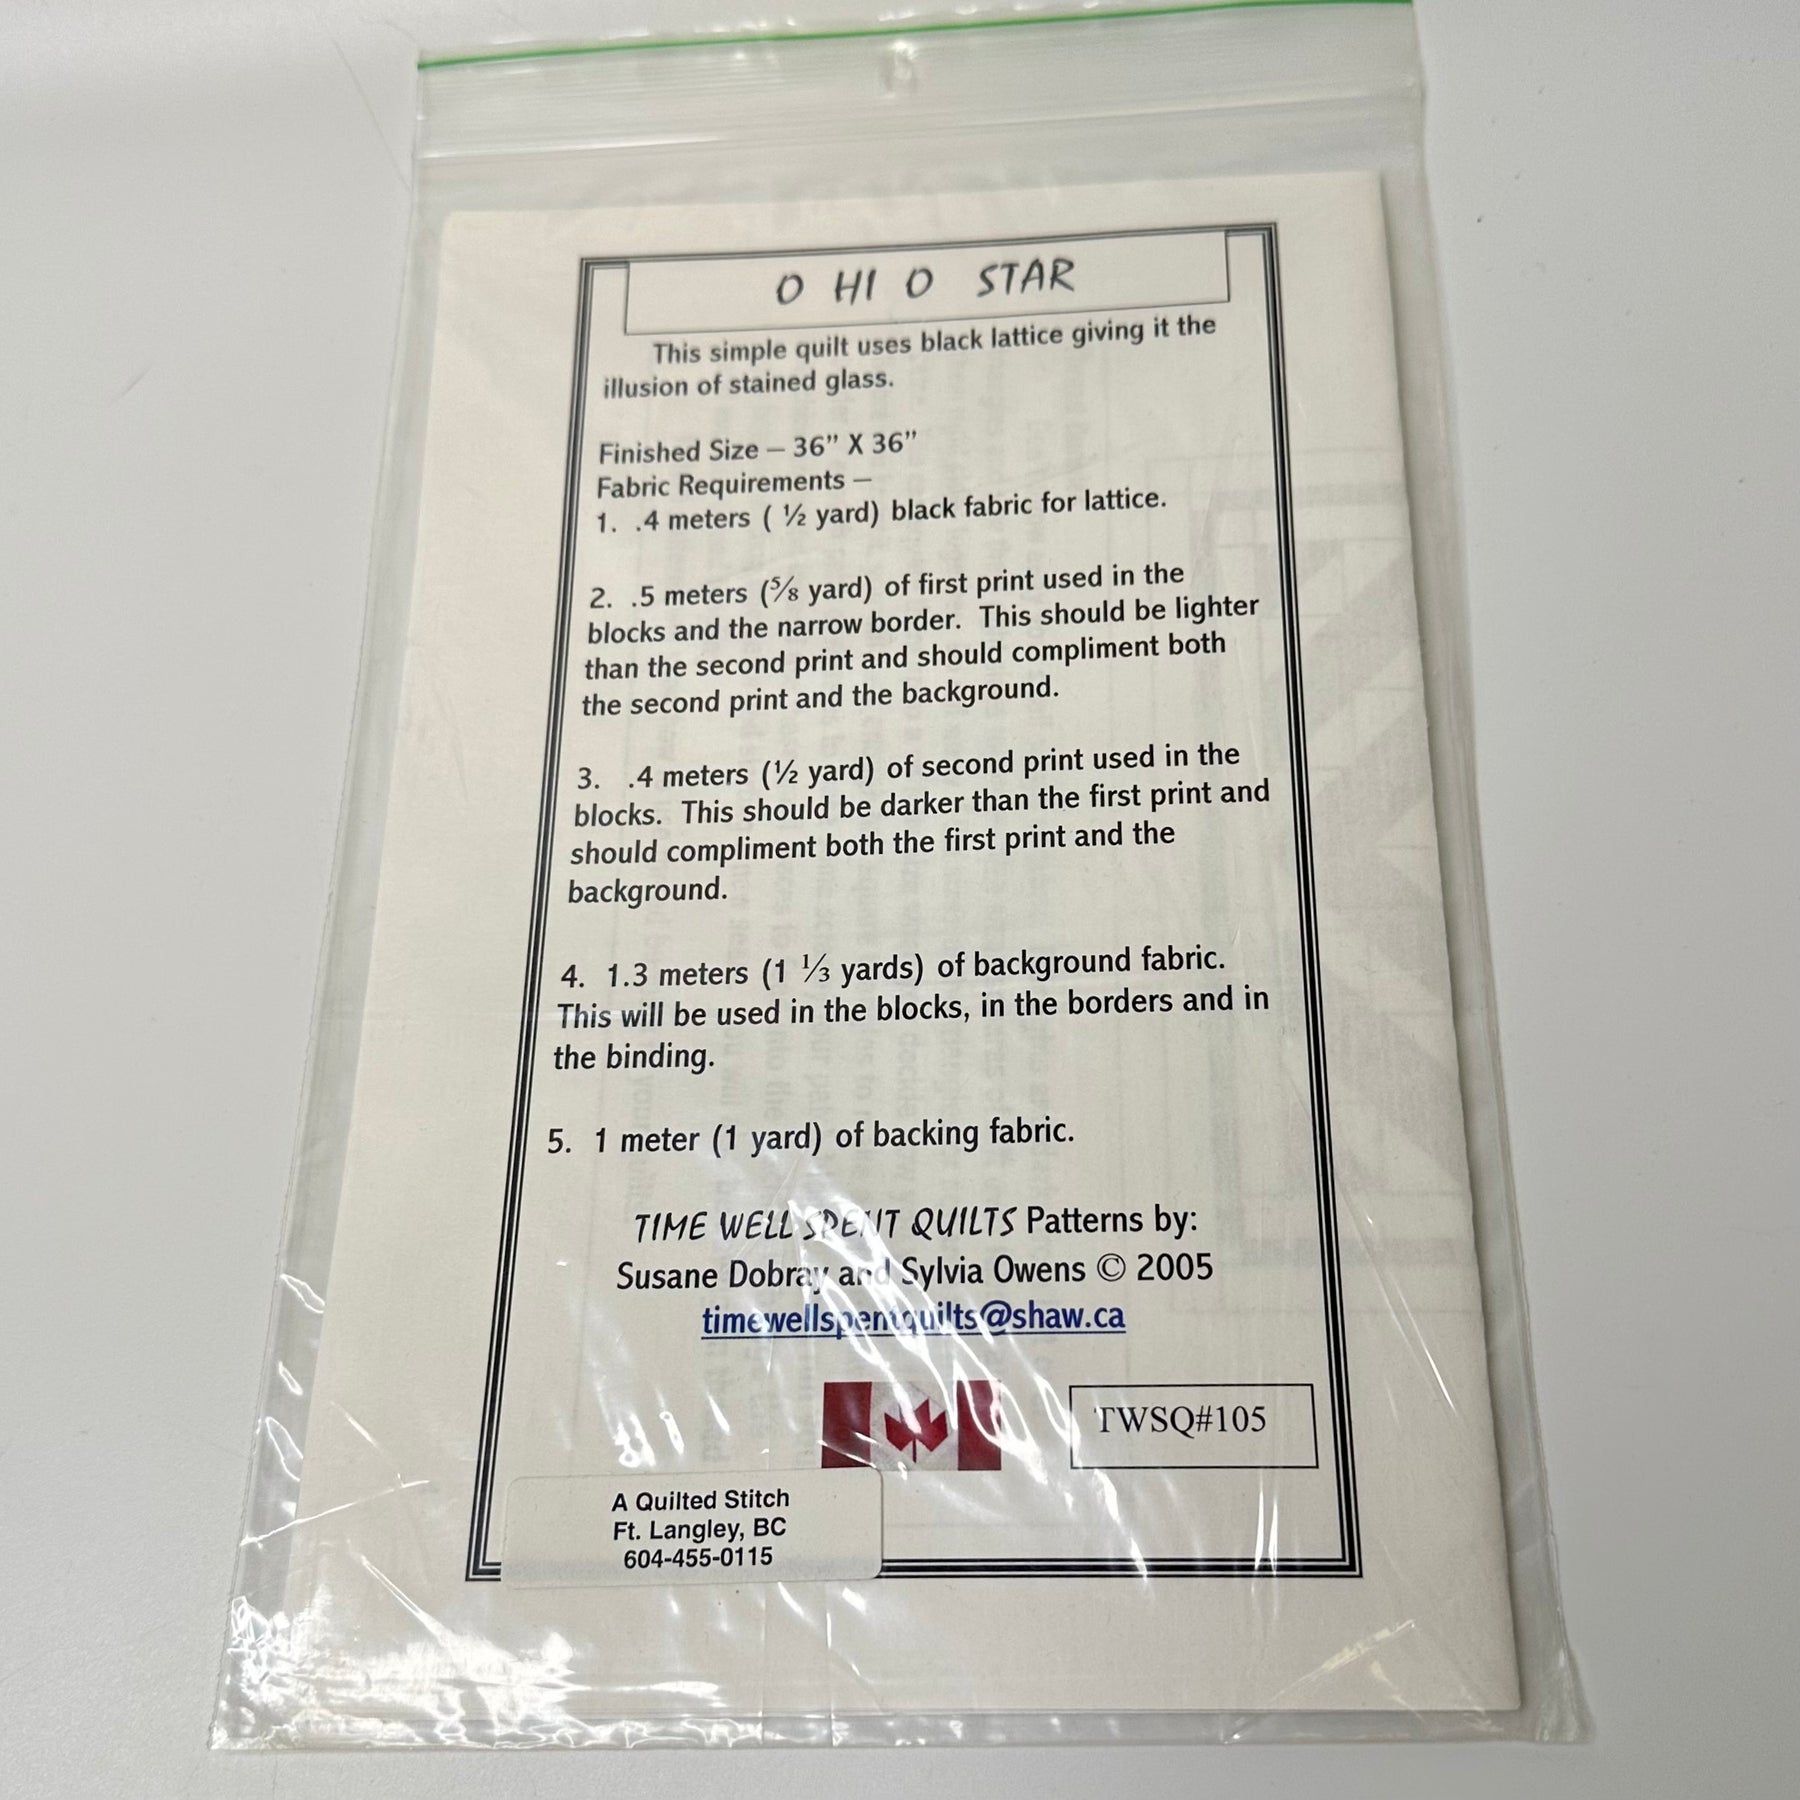 O HI O STAR
This simple quilt uses black lattice giving it the
illusion of stained glass.
Finished Size – 36” X 36”
Fabric Requirements –
1. .4 meters ( ½ yard) black fabric for lattice.
2. .5 meters (⅝ yard) of first print used in the
blocks and the narrow border. This should be lighter
than the second print and should compliment both
the second print and the background.
3. .4 meters (½ yard) of second print used in the
blocks. This should be darker than the first print and
should compliment both the first print and the
background.
4. 1.3 meters (1 ⅓ yards) of background fabric.
This will be used in the blocks, in the borders and in
the binding.
5. 1 meter (1 yard) of backing fabric.
TIME WELL SPENT QUILTS Patterns by:
Susane Dobray and Sylvia Owens © 2005
timewellspentquilts@shaw.ca
TWSQ#105
A Quilted Stitch
Ft. Langley, BC
604-455-0115